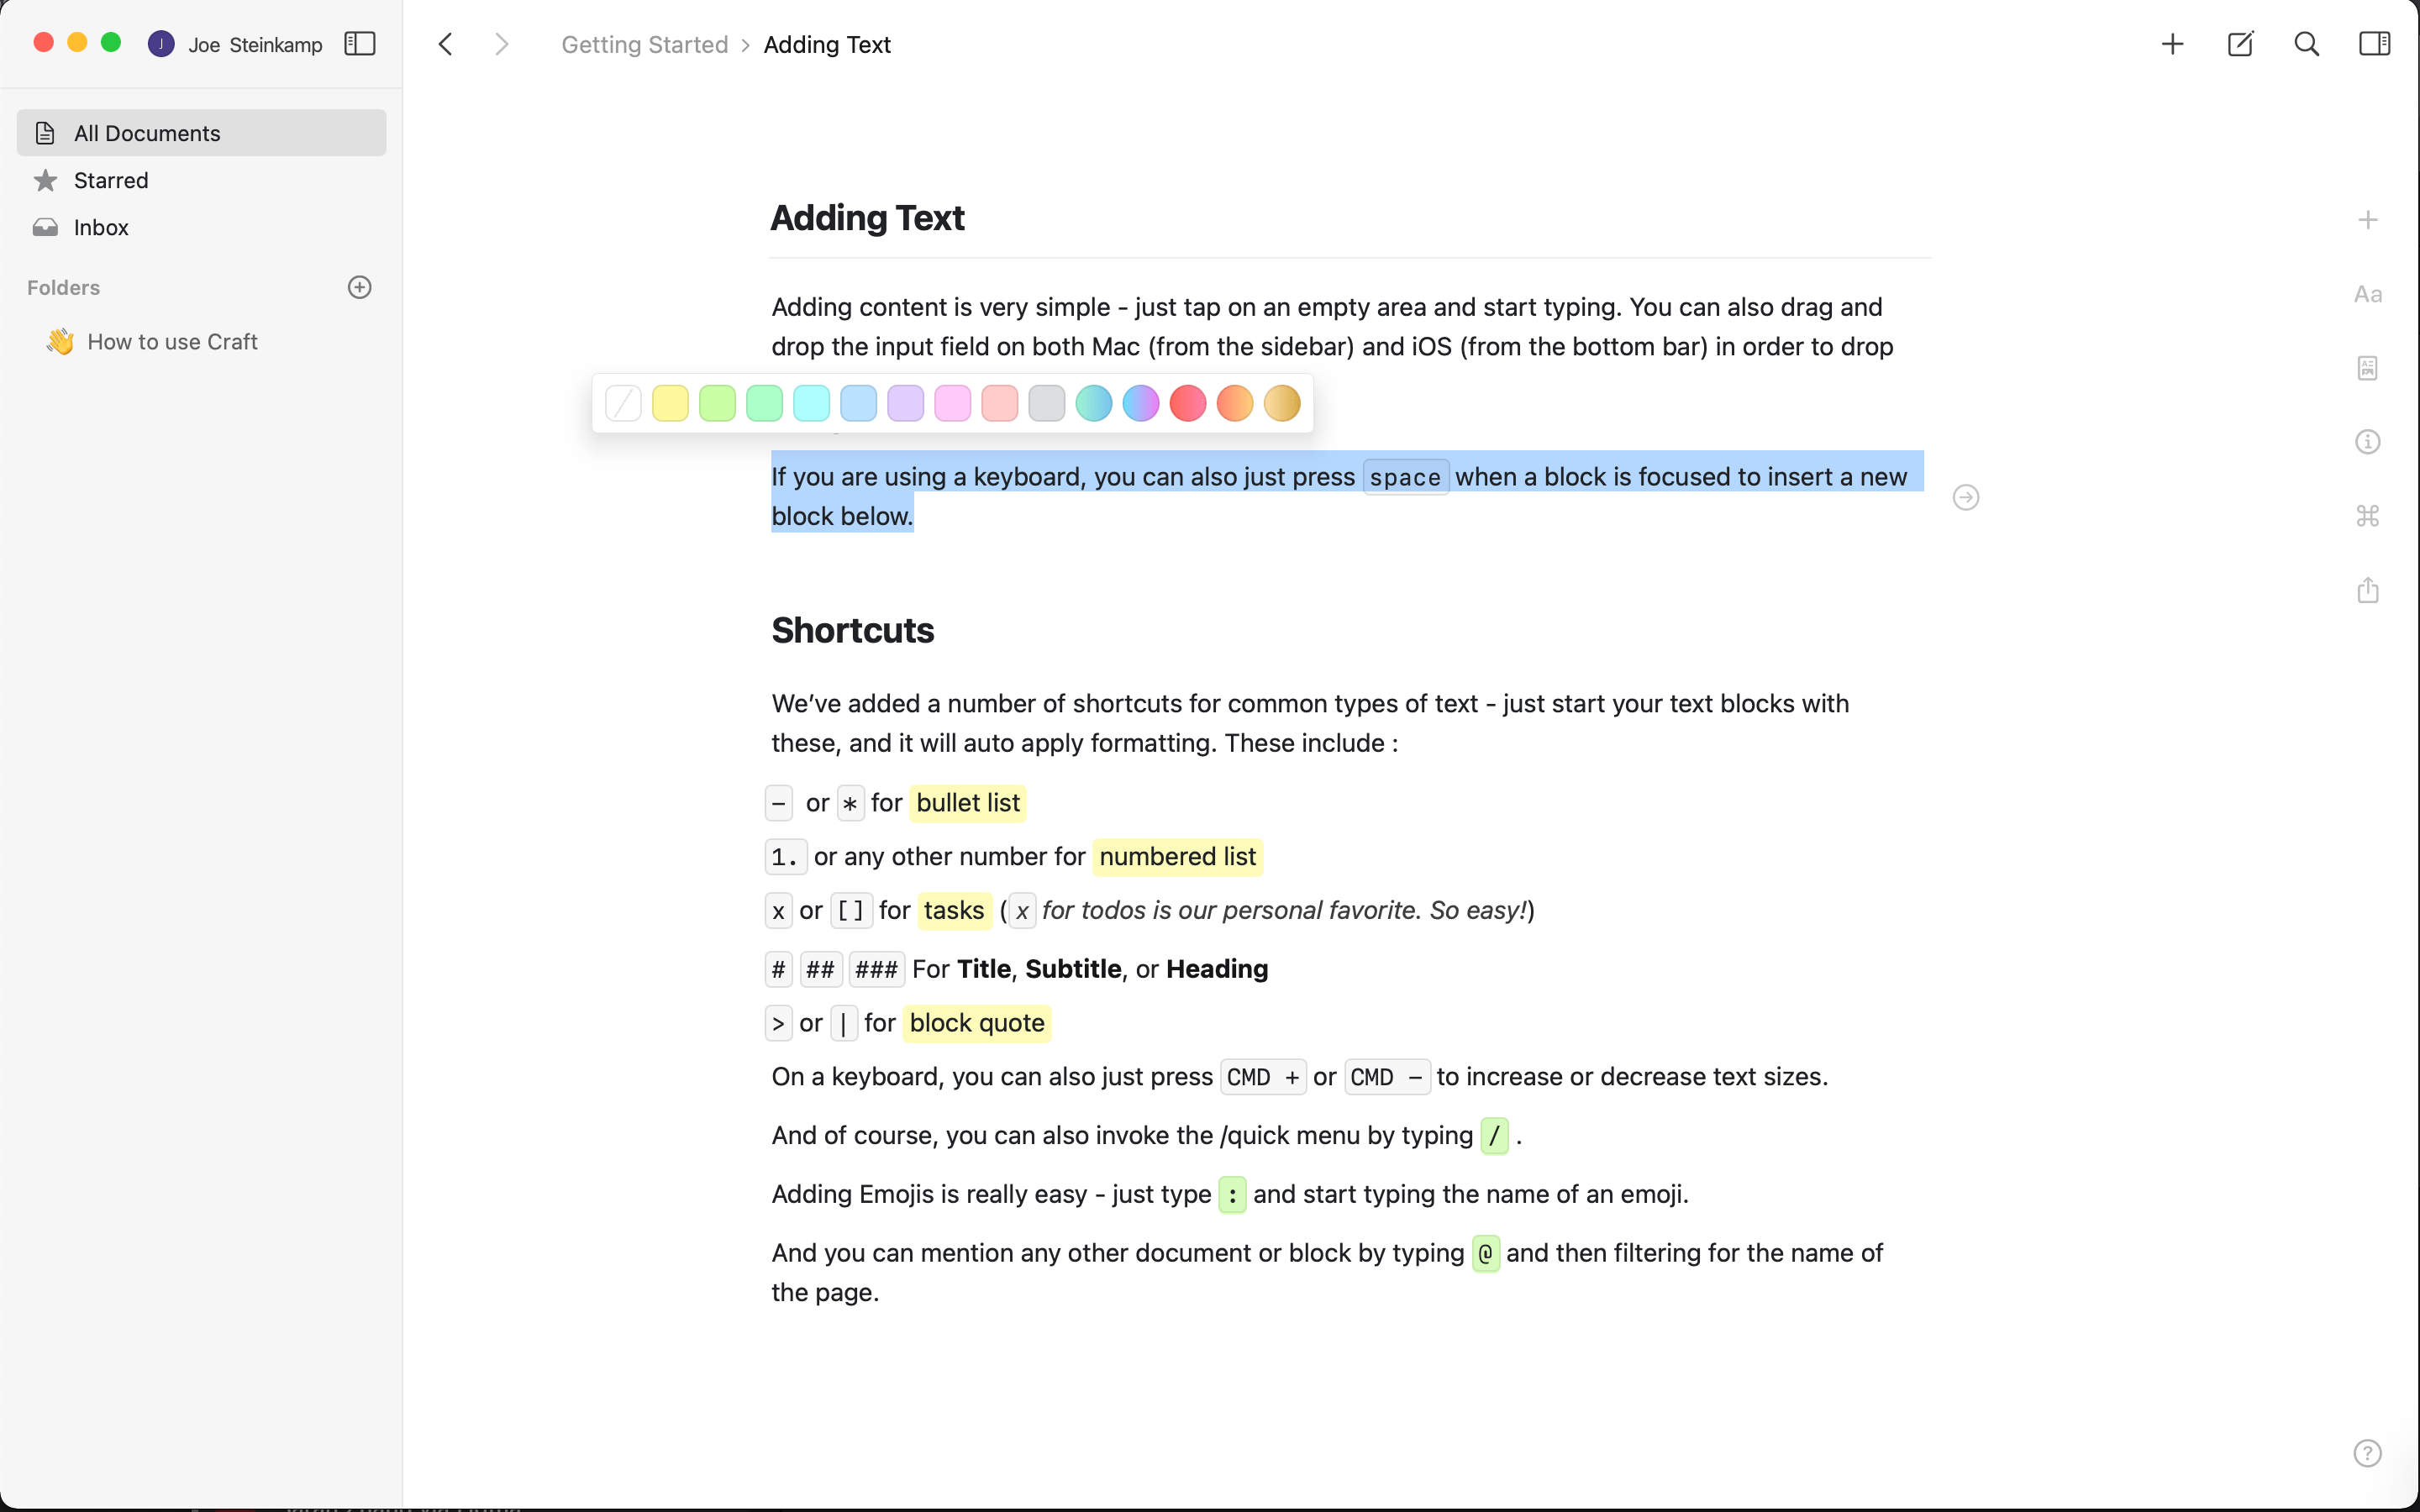 J Joe Steinkamp
Getting Started › Adding Text
All Documents
Starred
Inbox
Folders
How to use Craft
Adding Text
Adding content is very simple - just tap on an empty area and start typing. You can also drag and
drop the input field on both Mac (from the sidebar) and iOS (from the bottom bar) in order to drop
If you are using a keyboard, you can also just press space when a block is focused to insert a new
block below.
Shortcuts
We’ve added a number of shortcuts for common types of text - just start your text blocks with
these, and it will auto apply formatting. These include :
- or * for bullet list
1. or any other number for numbered list
x or [] for tasks (x for todos is our personal favorite. So easy!)
# ## ### For Title, Subtitle, or Heading
> or | for block quote
On a keyboard, you can also just press CMD + or CMD - to increase or decrease text sizes.
And of course, you can also invoke the /quick menu by typing / .
Adding Emojis is really easy - just type : and start typing the name of an emoji.
And you can mention any other document or block by typing @ and then filtering for the name of
the page.
Aa
?